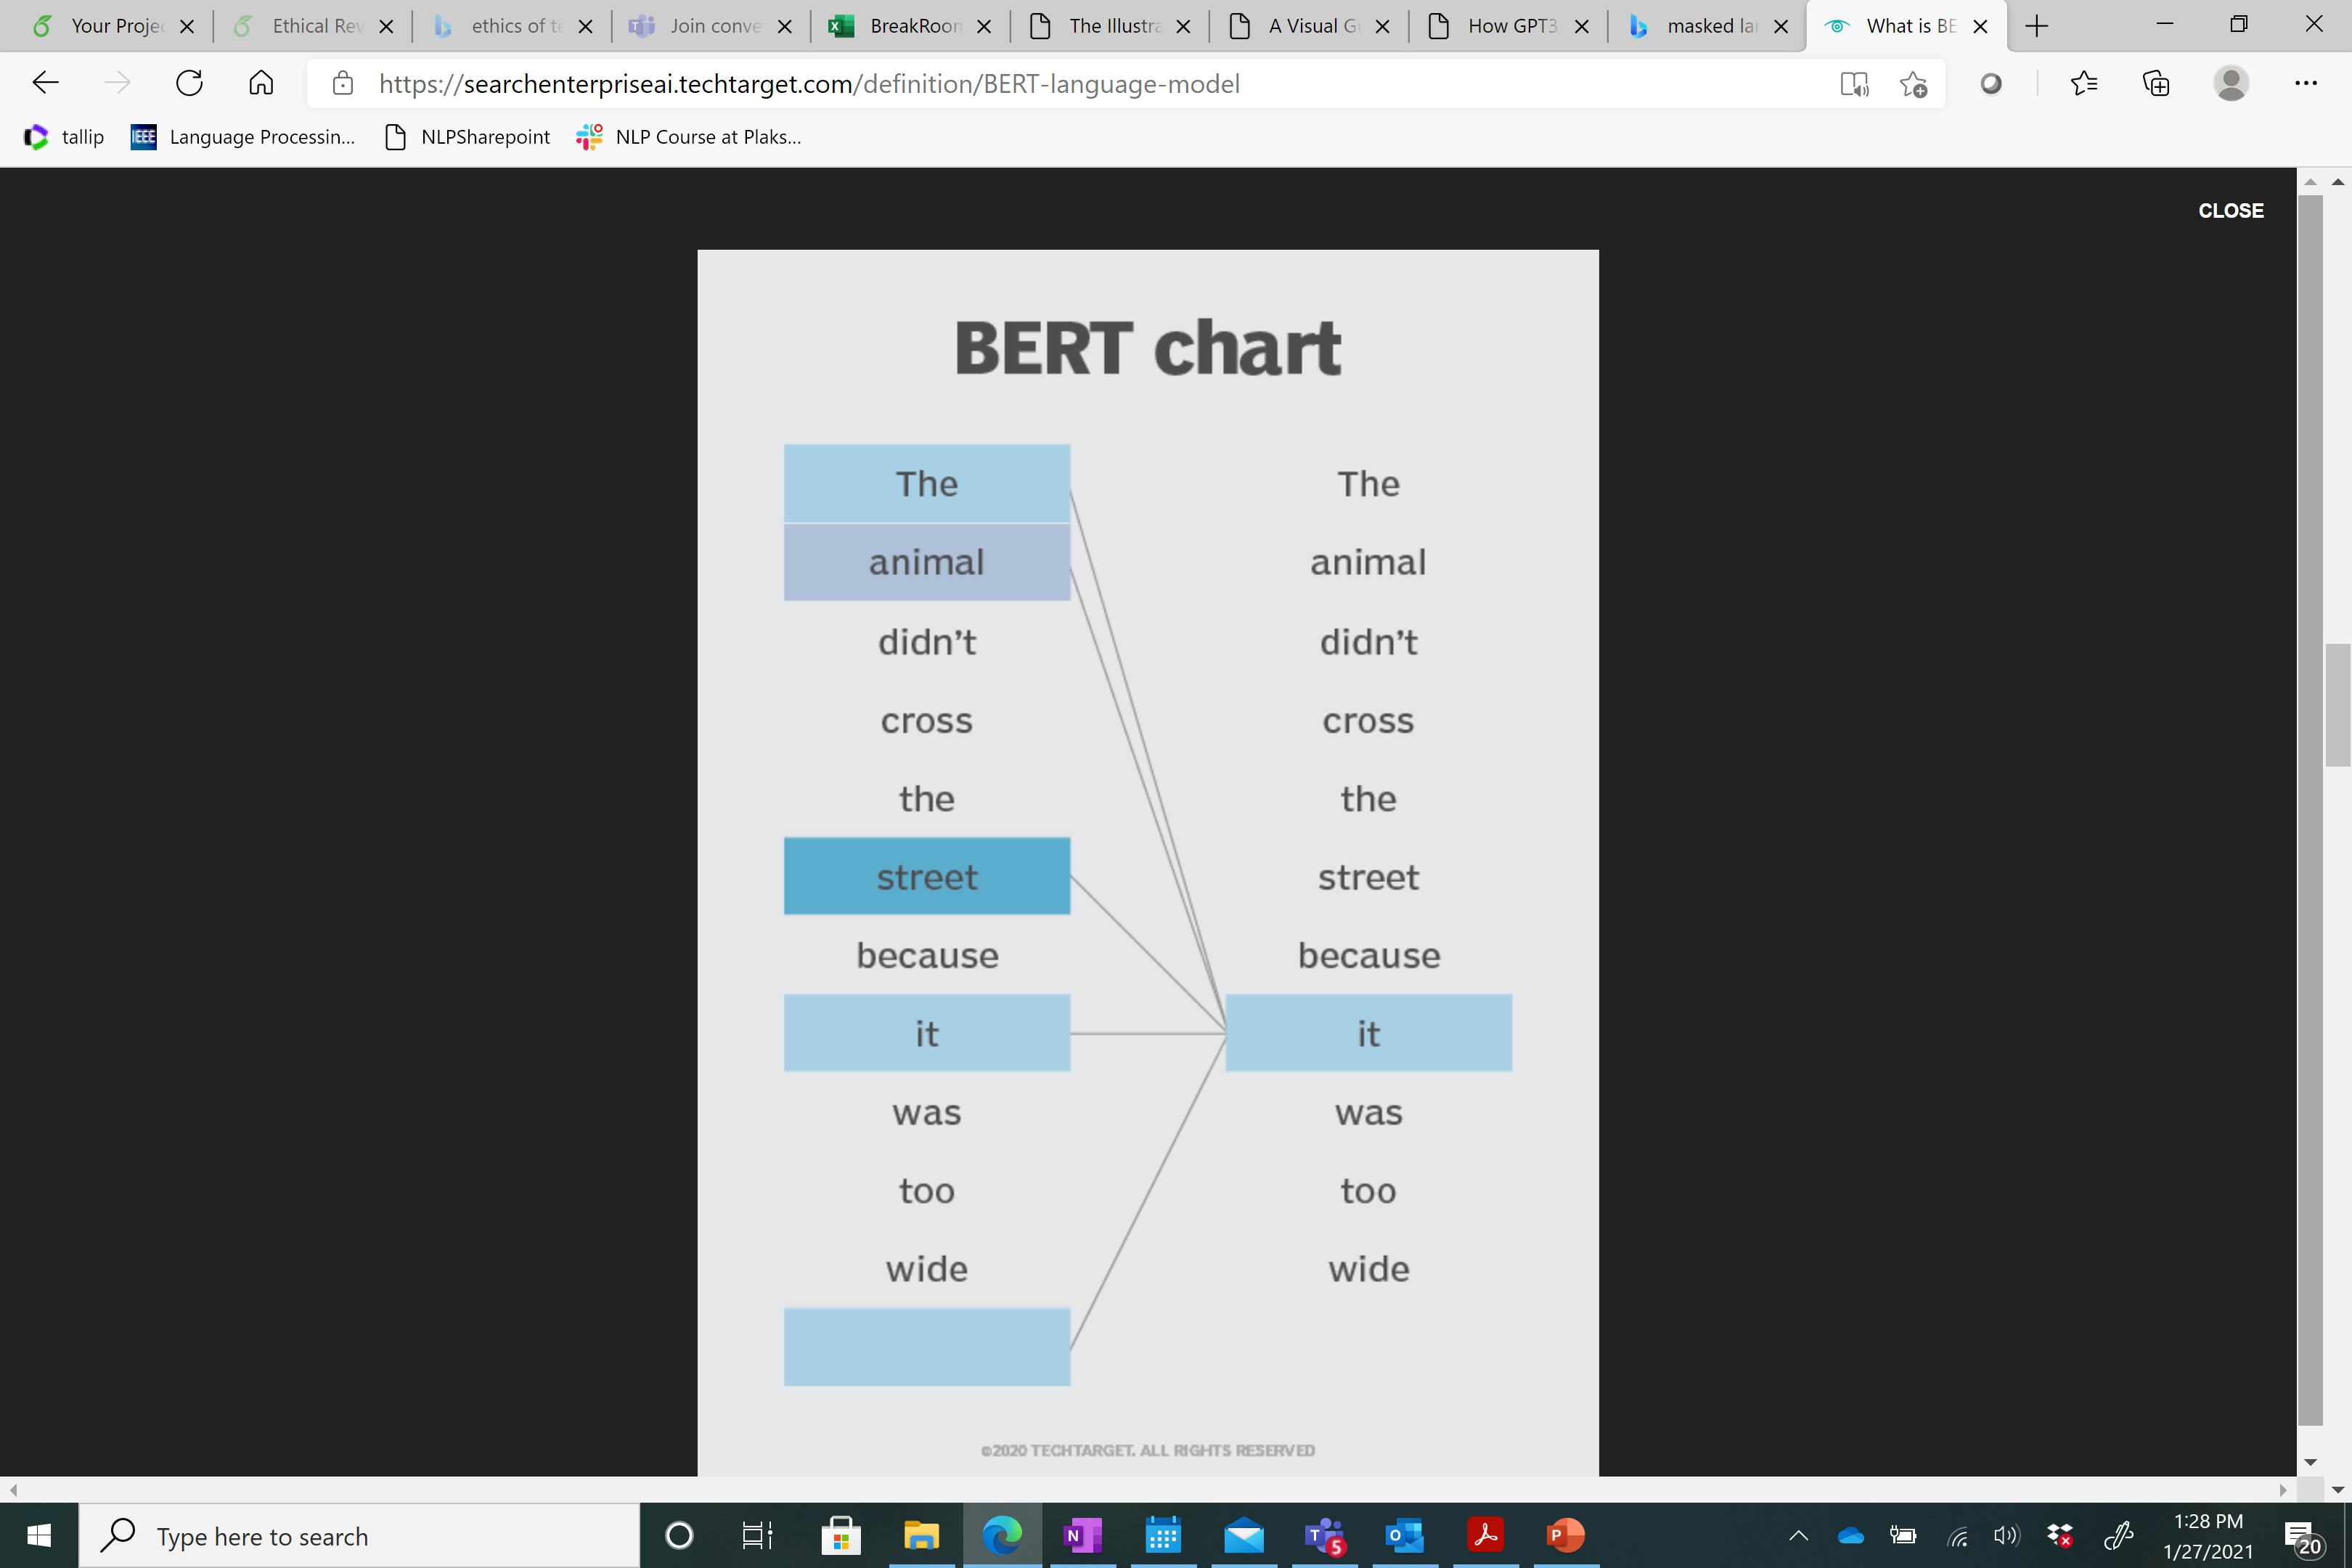 Your Projec
Ethical Rev
ethics of te
Join conve
BreakRoon
The Illustra
A Visual Gu
How GPT3
masked lan
What is BE
https://searchenterpriseai.techtarget.com/definition/BERT-language-model
tallip
IEEE
Language Processin...
NLPSharepoint
NLP Course at Plaks...
CLOSE
BERT chart
The The
animal animal
didn’t didn’t
cross cross
the the
street street
because because
it it
was was
too too
wide wide
©2020 TECHTARGET. ALL RIGHTS RESERVED
Type here to search
5
1:28 PM
1/27/2021
20